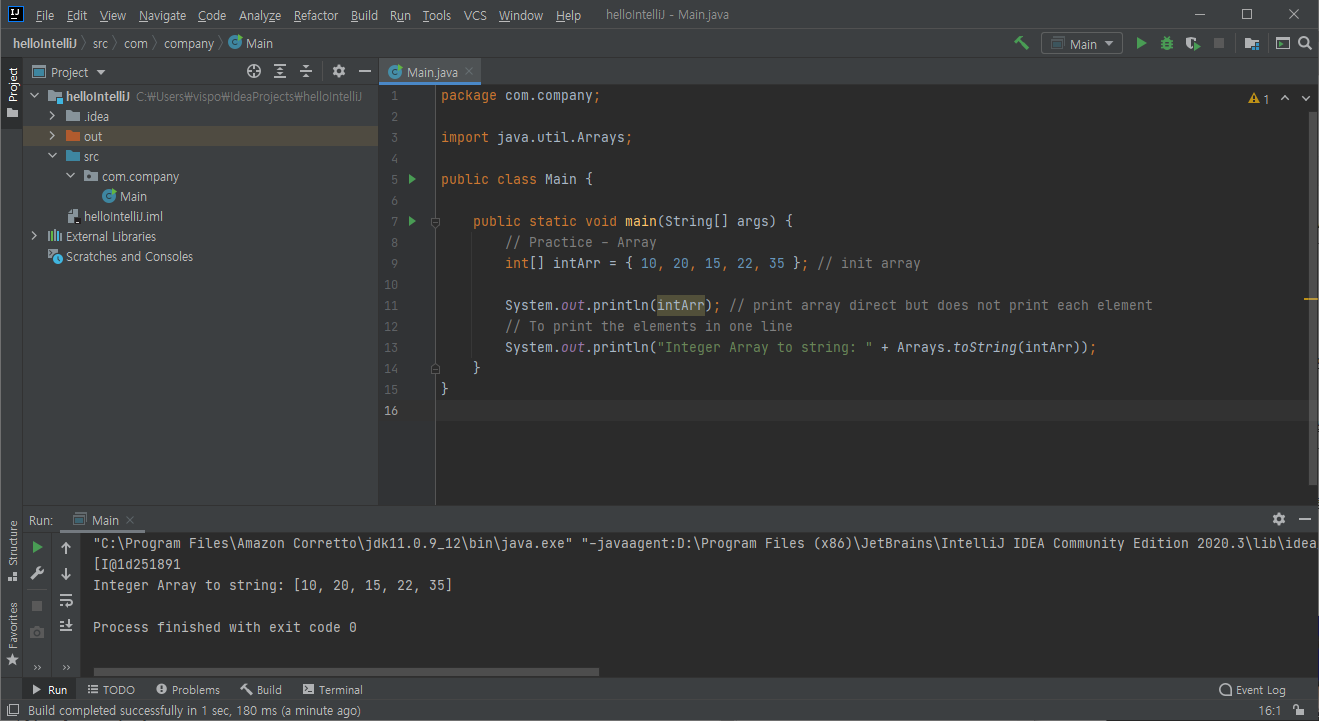 File Edit View Navigate Code Analyze Refactor Build Run Tools VCS Window Help helloIntelliJ - Main.java
helloIntelliJ src com company Main Main
Project
Project
Main.java
helloIntelliJ C:₩Users₩vispo₩IdeaProjects₩helloIntelliJ
.idea
out
src
com.company
Main
helloIntelliJ.iml
External Libraries
Scratches and Consoles
1 package com.company;
1
2
3 import java.util.Arrays;
4
5 public class Main {
6
7 public static void main(String[] args) {
8 // Practice - Array
9 int[] intArr = { 10, 20, 15, 22, 35 }; // init array
10
11 System.out.println(intArr); // print array direct but does not print each element
12 // To print the elements in one line
13 System.out.println("Integer Array to string: " + Arrays.toString(intArr));
14 }
15 }
16
Structure
Favorites
Run: Main
"C:\Program Files\Amazon Corretto\jdk11.0.9_12\bin\java.exe" "-javaagent:D:\Program Files (x86)\JetBrains\IntelliJ IDEA Community Edition 2020.3\lib\idea
[I@1d251891
Integer Array to string: [10, 20, 15, 22, 35]
Process finished with exit code 0
Run TODO Problems Build Terminal Event Log
Build completed successfully in 1 sec, 180 ms (a minute ago) 16:1